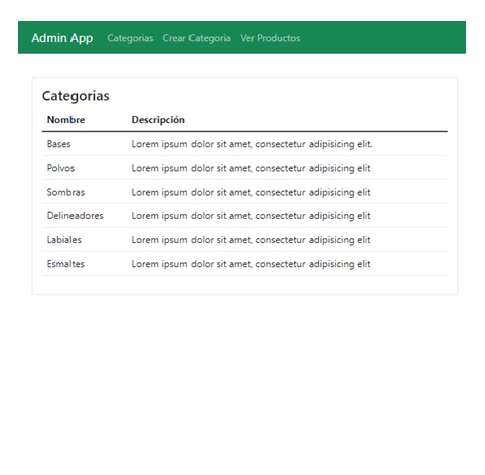 Admin App Categorias Crear Categoria Ver Productos
Categorias
Nombre Descripción
Bases Lorem ipsum dolor sit amet, consectetur adipisicing elit.
Polvos Lorem ipsum dolor sit amet, consectetur adipisicing elit
Sombras Lorem ipsum dolor sit amet, consectetur adipisicing elit
Delineadores Lorem ipsum dolor sit amet, consectetur adipisicing elit
Labiales Lorem ipsum dolor sit amet, consectetur adipisicing elit
Esmaltes Lorem ipsum dolor sit amet, consectetur adipisicing elit